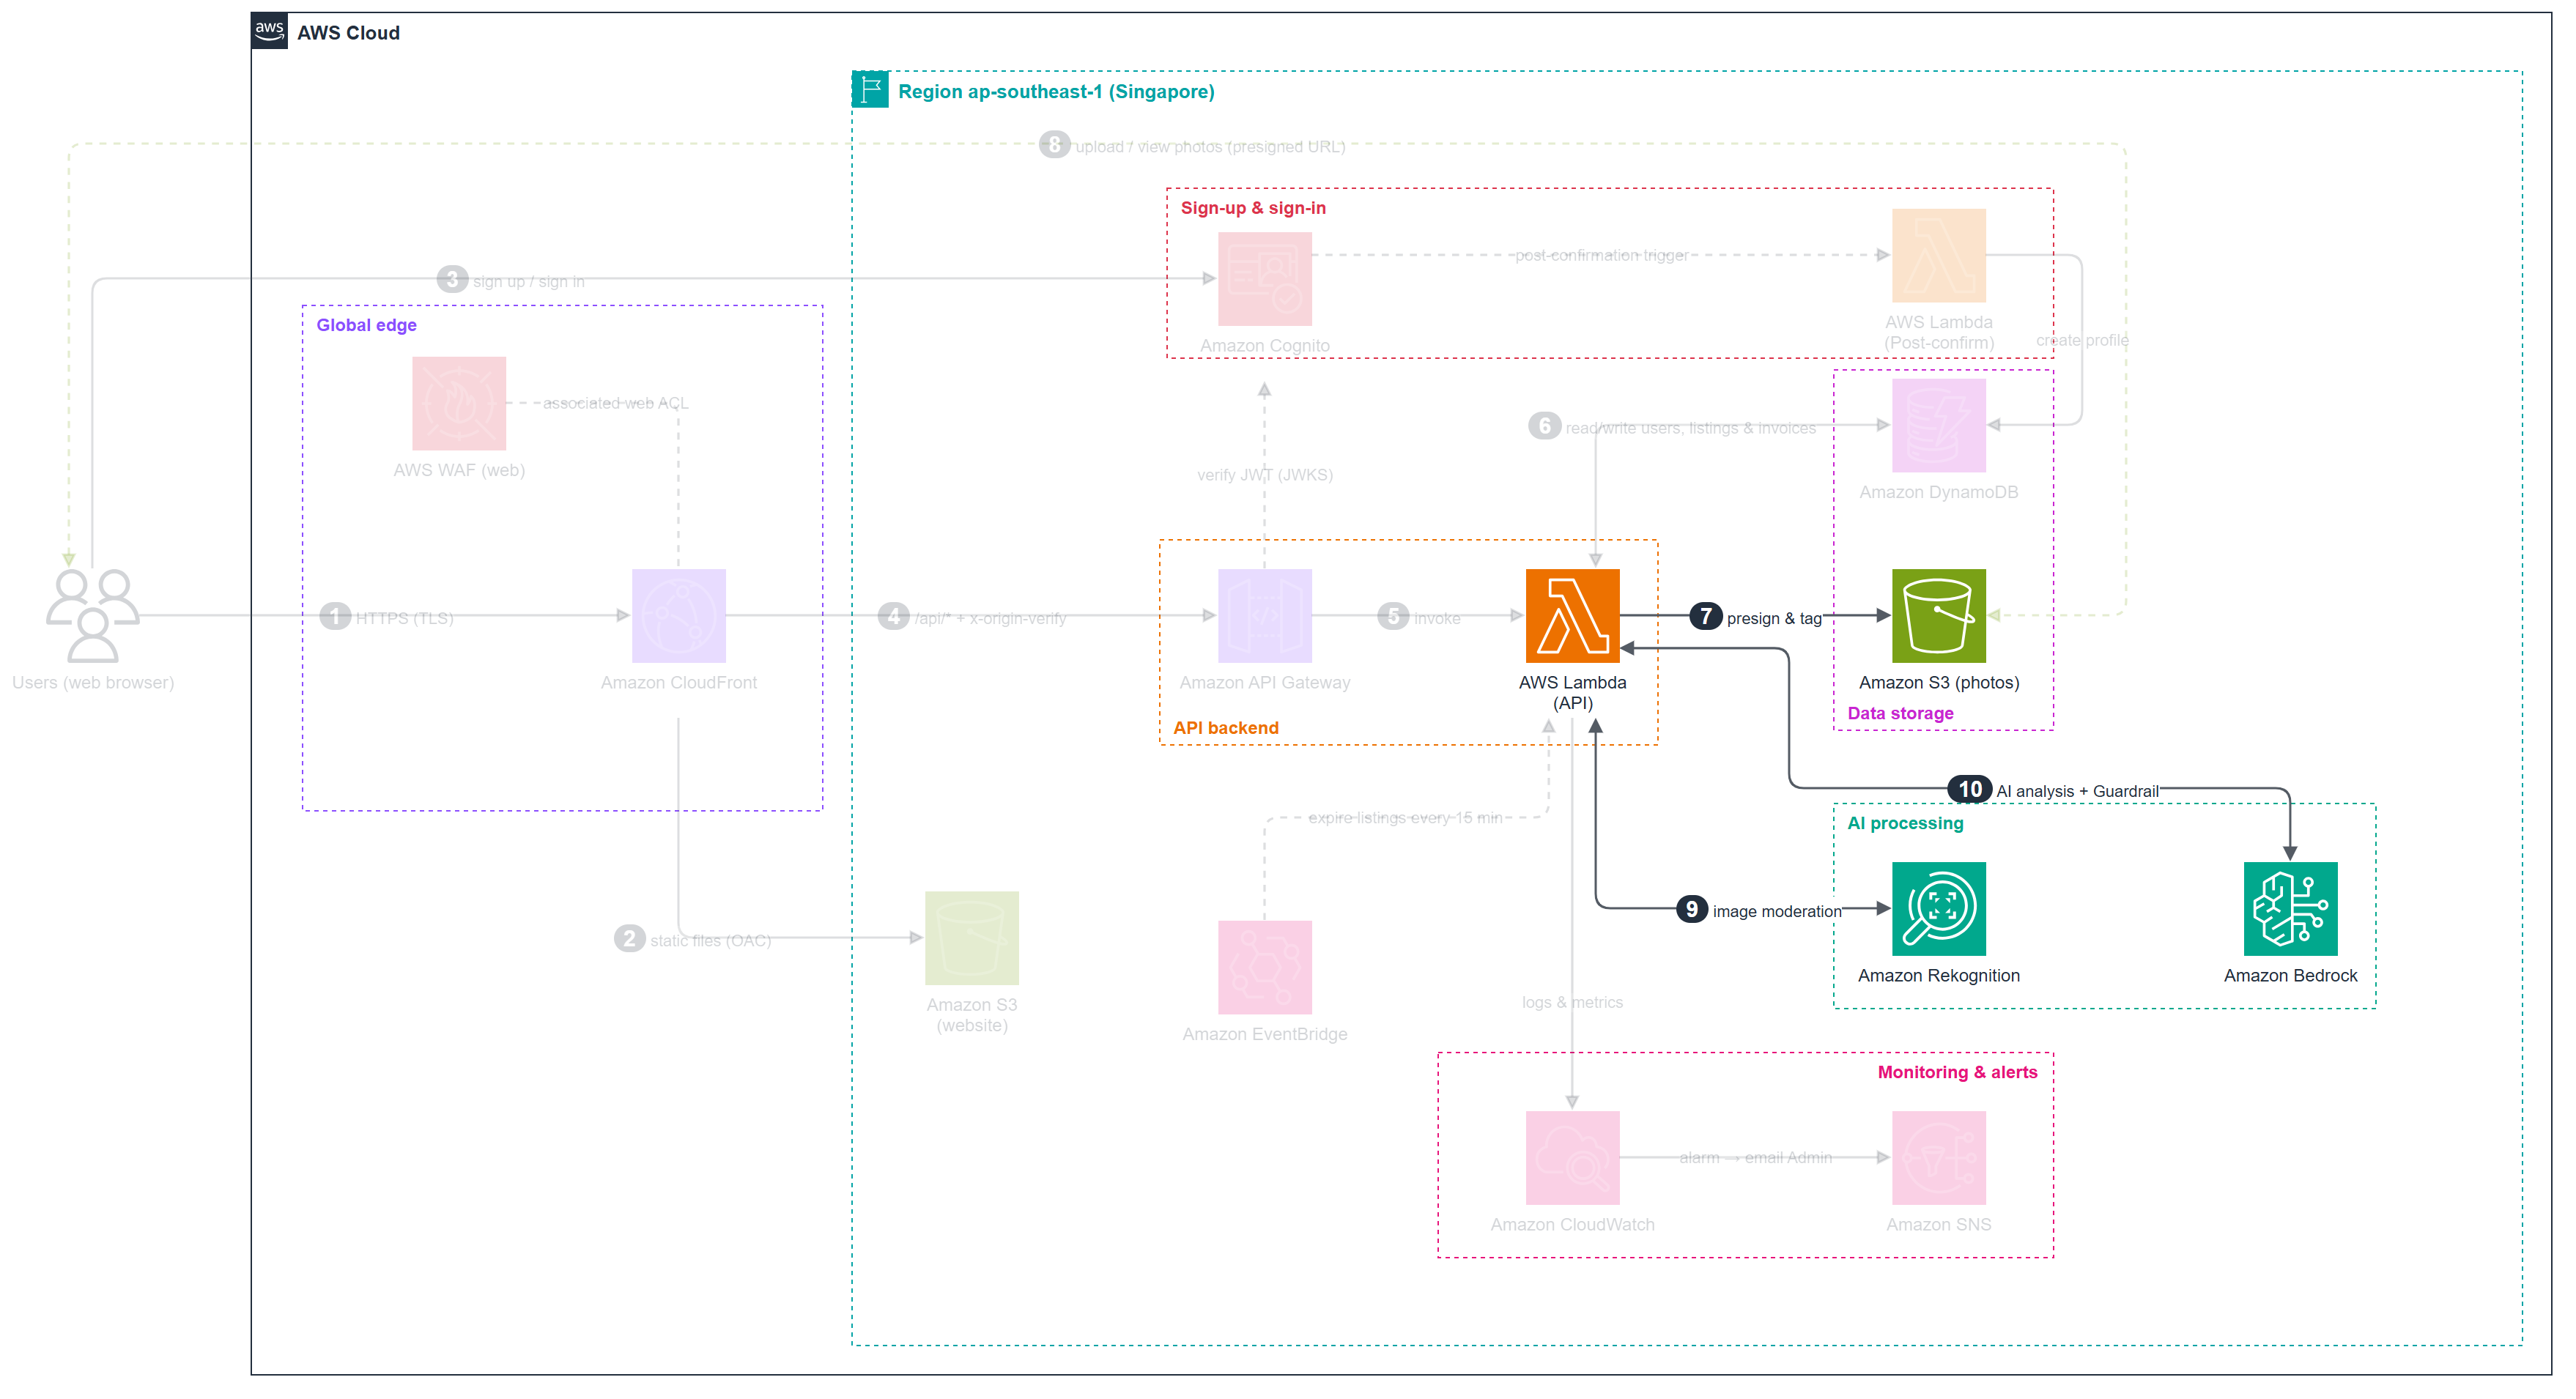 aws
AWS Cloud
Region ap-southeast-1 (Singapore)
8 upload / view photos (presigned URL)
Sign-up & sign-in
post-confirmation trigger
3 sign up / sign in
Amazon Cognito
AWS Lambda
(Post-confirm)
create profile
Global edge
associated web ACL
AWS WAF (web)
6 read/write users, listings & invoices
verify JWT (JWKS)
Amazon DynamoDB
1 HTTPS (TLS)
4 /api/* + x-origin-verify
5 invoke
7 presign & tag
Users (web browser)
Amazon CloudFront
Amazon API Gateway
AWS Lambda
(API)
Amazon S3 (photos)
Data storage
API backend
10 AI analysis + Guardrail
expire listings every 15 min
AI processing
9 image moderation
2 static files (OAC)
Amazon Rekognition
Amazon Bedrock
Amazon S3
(website)
logs & metrics
Amazon EventBridge
Monitoring & alerts
alarm → email Admin
Amazon CloudWatch
Amazon SNS